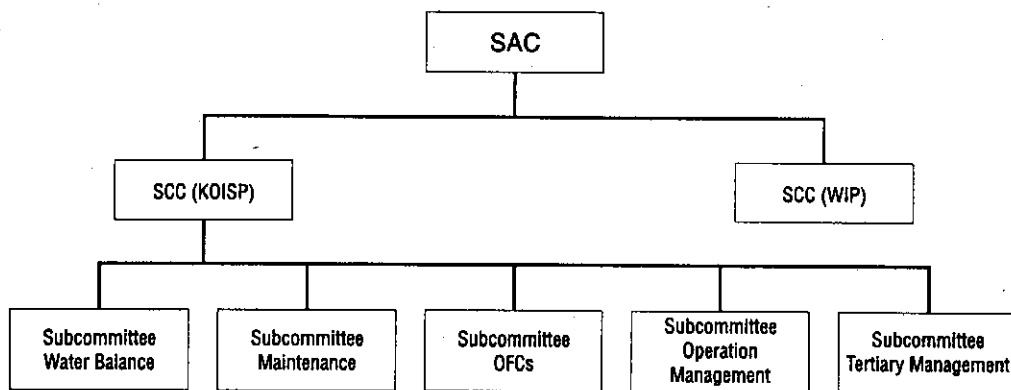 SAC
SCC (KOISP)
SCC (WIP)
Subcommittee
Water Balance
Subcommittee
Maintenance
Subcommittee
OFCs
Subcommittee
Operation
Management
Subcommittee
Tertiary Management